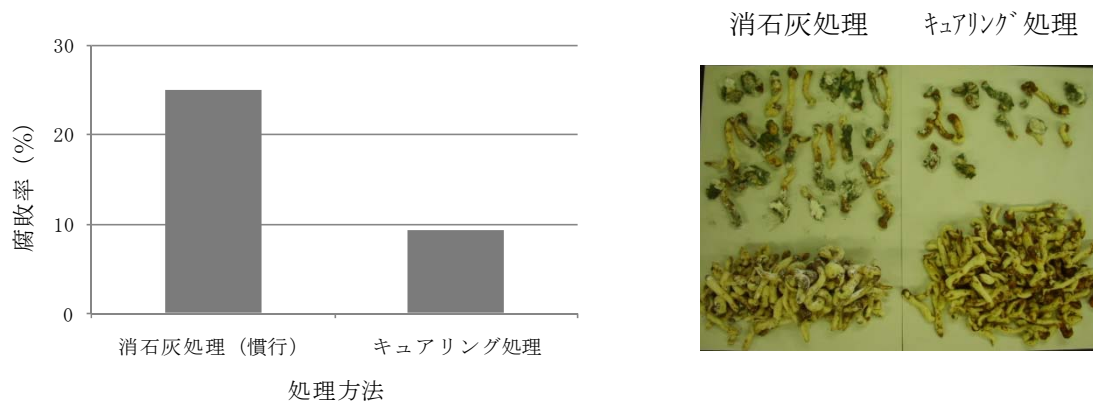 30
20
10
0
腐敗率（%）
消石灰処理（慣行）
キュアリング処理
処理方法
消石灰処理
ｷｭｱﾘﾝｸﾞ処理